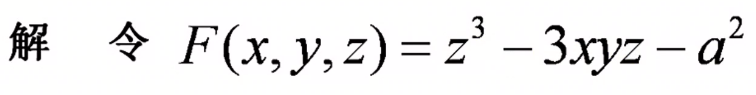 解 令 F(x, y, z) = z³ − 3xyz − a²